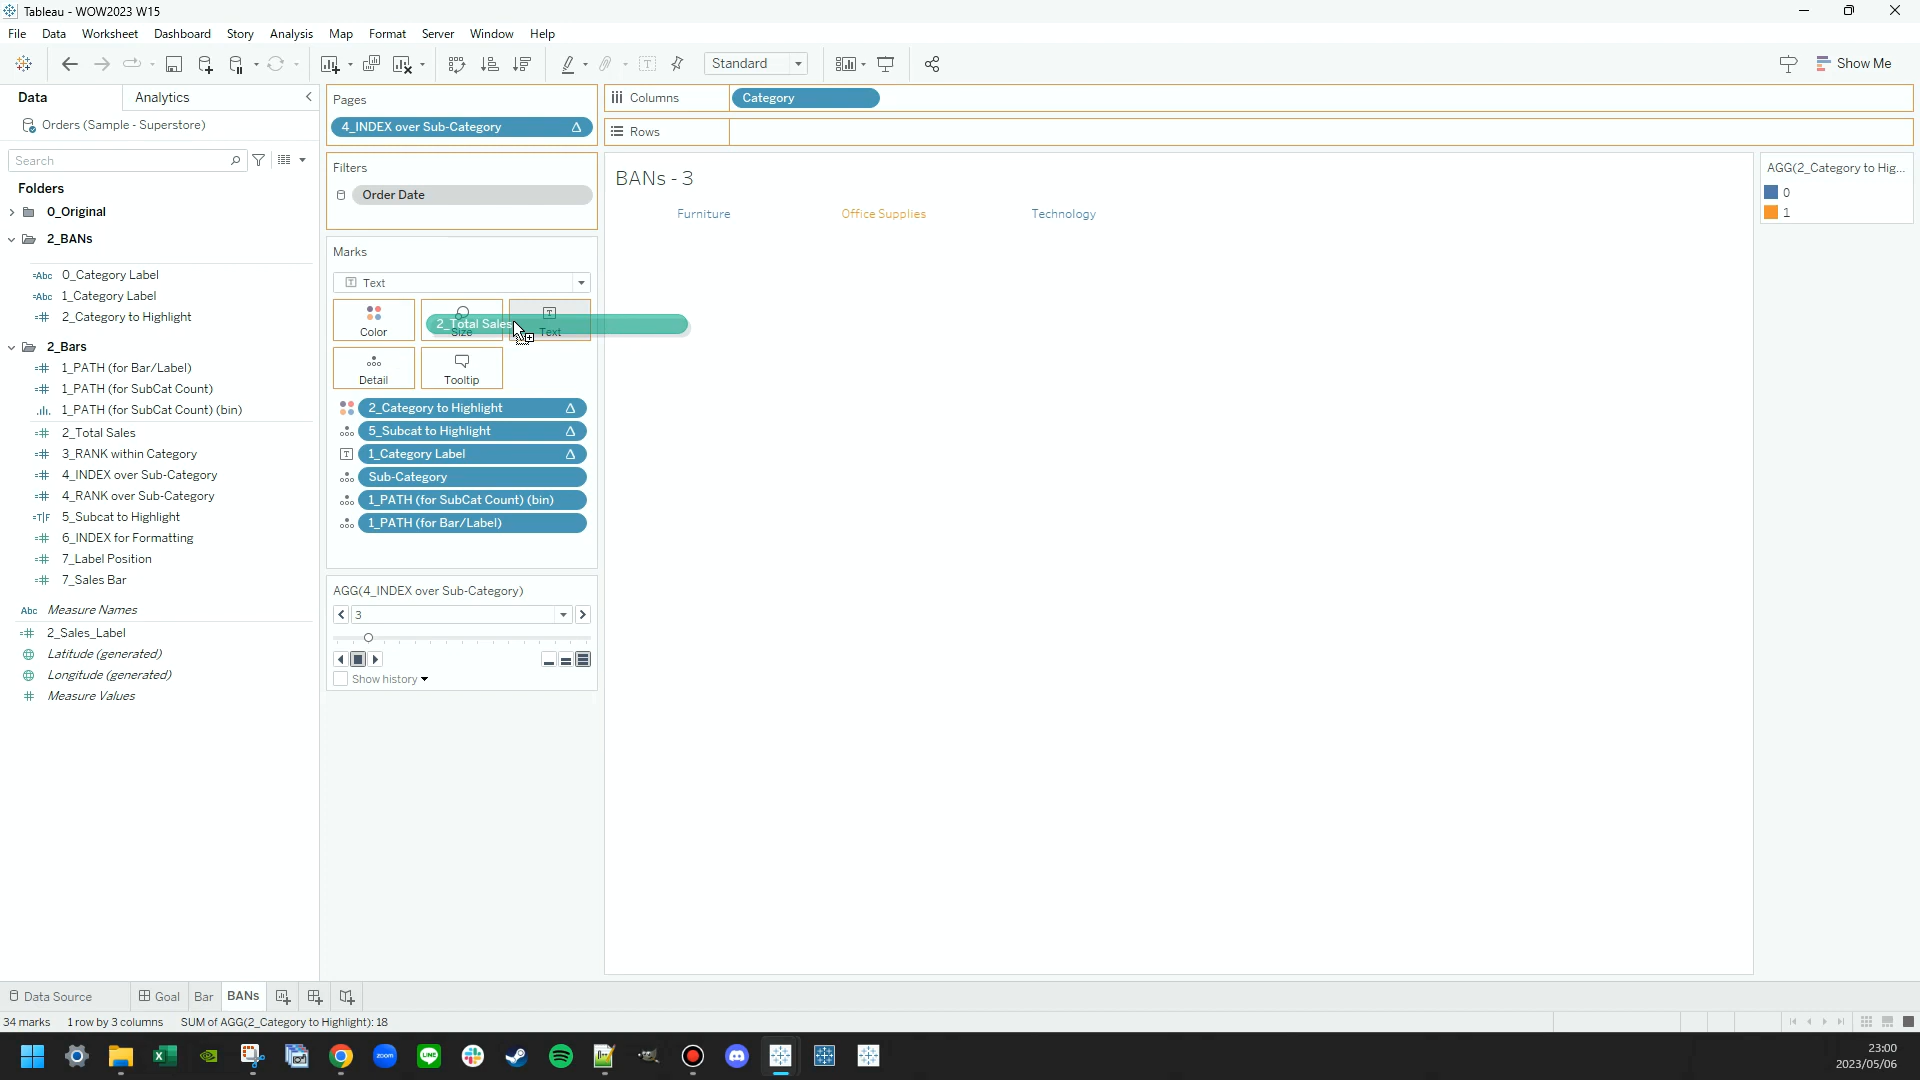 Tableau - WOW2023 W15
File Data Worksheet Dashboard Story Analysis Map Format Server Window Help
Standard
Show Me
Data
Analytics
Orders (Sample - Superstore)
Search
Folders
0_Original
2_BANs
Abc 0_Category Label
Abc 1_Category Label
2_Category to Highlight
2_Bars
1_PATH (for Bar/Label)
1_PATH (for SubCat Count)
1_PATH (for SubCat Count) (bin)
2_Total Sales
3_RANK within Category
4_INDEX over Sub-Category
4_RANK over Sub-Category
T|F 5_Subcat to Highlight
6_INDEX for Formatting
7_Label Position
7_Sales Bar
Abc Measure Names
2_Sales_Label
Latitude (generated)
Longitude (generated)
Measure Values
Pages
4_INDEX over Sub-Category
Filters
Order Date
Marks
Text
Color
Size
Text
2_Total Sales
Detail
Tooltip
2_Category to Highlight
5_Subcat to Highlight
1_Category Label
Sub-Category
1_PATH (for SubCat Count) (bin)
1_PATH (for Bar/Label)
AGG(4_INDEX over Sub-Category)
3
Show history
Columns
Category
Rows
BANs - 3
Furniture Office Supplies Technology
AGG(2_Category to Hig...
0
1
Data Source
Goal
Bar
BANs
34 marks 1 row by 3 columns SUM of AGG(2_Category to Highlight): 18
zoom
LINE
23:00
2023/05/06